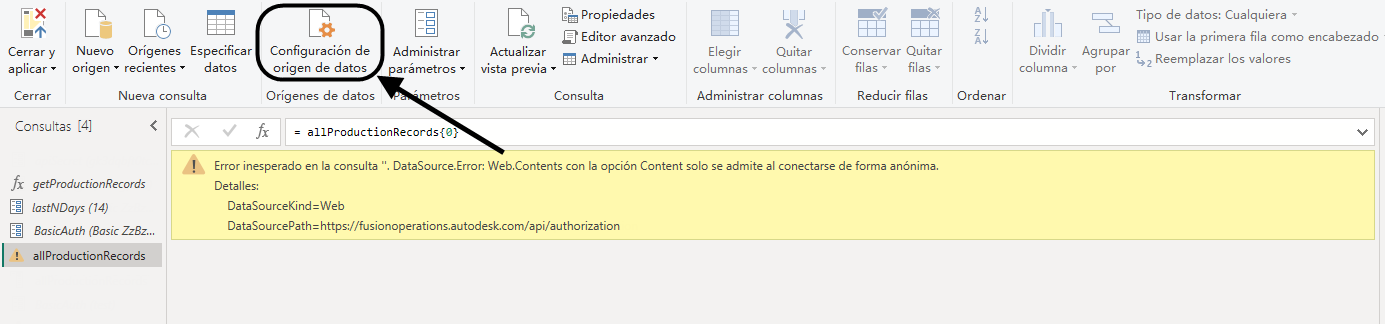 Cerrar y
aplicar
Cerrar
Nuevo
origen
Orígenes
recientes
Especificar
datos
Nueva consulta
Configuración de
origen de datos
Orígenes de datos
Administrar
parámetros
Parámetros
Actualizar
vista previa
Propiedades
Editor avanzado
Administrar
Consulta
Elegir
columnas
Quitar
columnas
Administrar columnas
Conservar
filas
Quitar
filas
Reducir filas
A
Z
Z
A
Ordenar
Dividir
columna
Agrupar
por
Tipo de datos: Cualquiera
Usar la primera fila como encabezado
1
2
Reemplazar los valores
Transformar
Consultas [4]
fx
= allProductionRecords{0}
fx getProductionRecords
lastNDays (14)
BasicAuth (Basic ZzBz...
allProductionRecords
Error inesperado en la consulta ''. DataSource.Error: Web.Contents con la opción Content solo se admite al conectarse de forma anónima.
Detalles:
DataSourceKind=Web
DataSourcePath=https://fusionoperations.autodesk.com/api/authorization